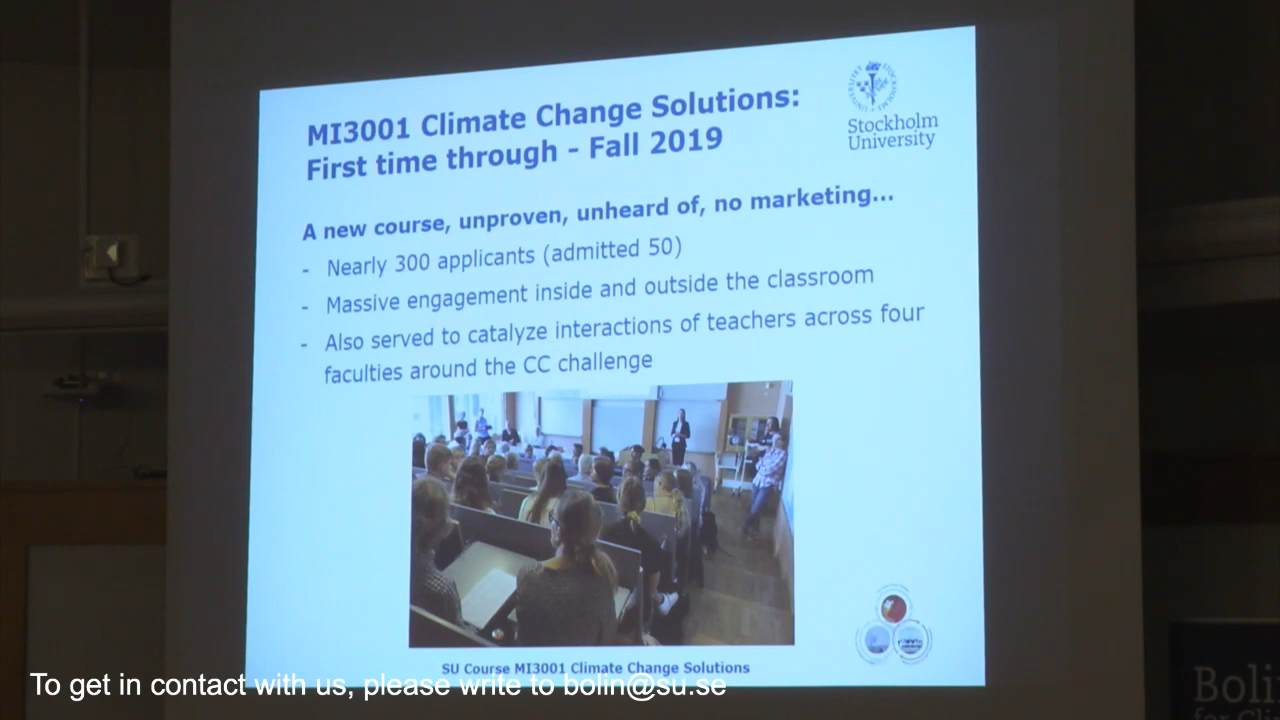 MI3001 Climate Change Solutions:
First time through - Fall 2019
Stockholm
University
A new course, unproven, unheard of, no marketing...
- Nearly 300 applicants (admitted 50)
- Massive engagement inside and outside the classroom
- Also served to catalyze interactions of teachers across four
faculties around the CC challenge
SU Course MI3001 Climate Change Solutions
To get in contact with us, please write to bolin@su.se